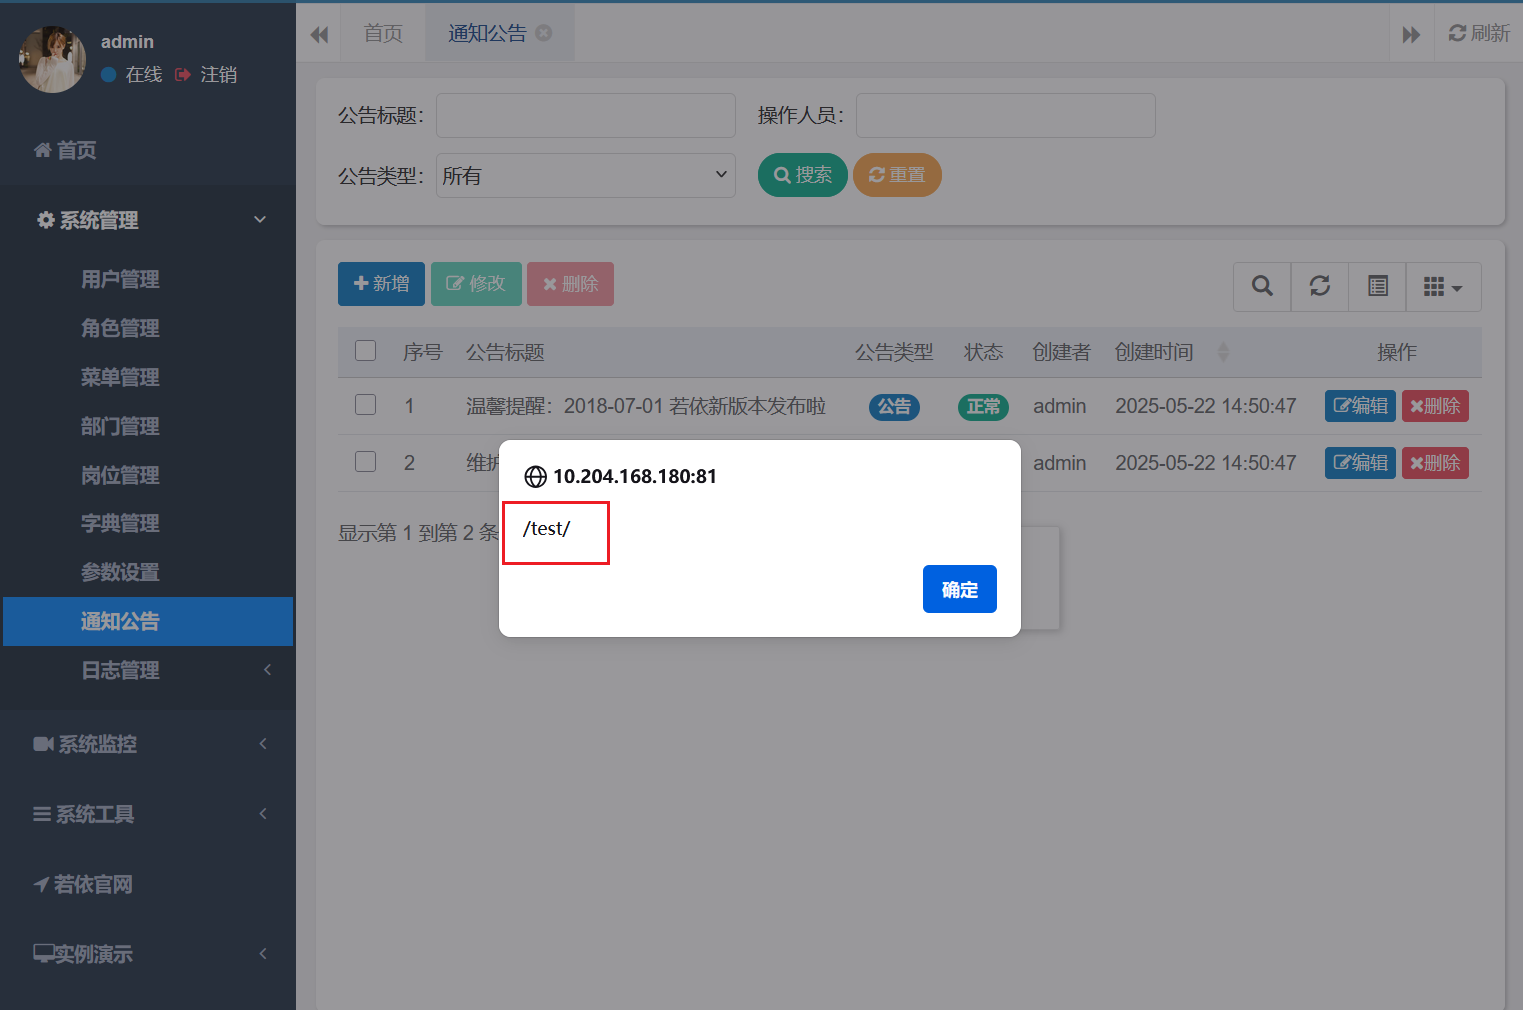 admin
在线 注销
首页
系统管理
用户管理
角色管理
菜单管理
部门管理
岗位管理
字典管理
参数设置
通知公告
日志管理
系统监控
系统工具
若依官网
实例演示
首页 通知公告 刷新
公告标题： 操作人员：
公告类型： 所有 搜索 重置
新增 修改 删除
序号 公告标题 公告类型 状态 创建者 创建时间 操作
1 温馨提醒：2018-07-01 若依新版本发布啦 公告 正常 admin 2025-05-22 14:50:47 编辑 删除
2 维护 admin 2025-05-22 14:50:47 编辑 删除
显示第 1 到第 2 条
10.204.168.180:81
/test/
确定